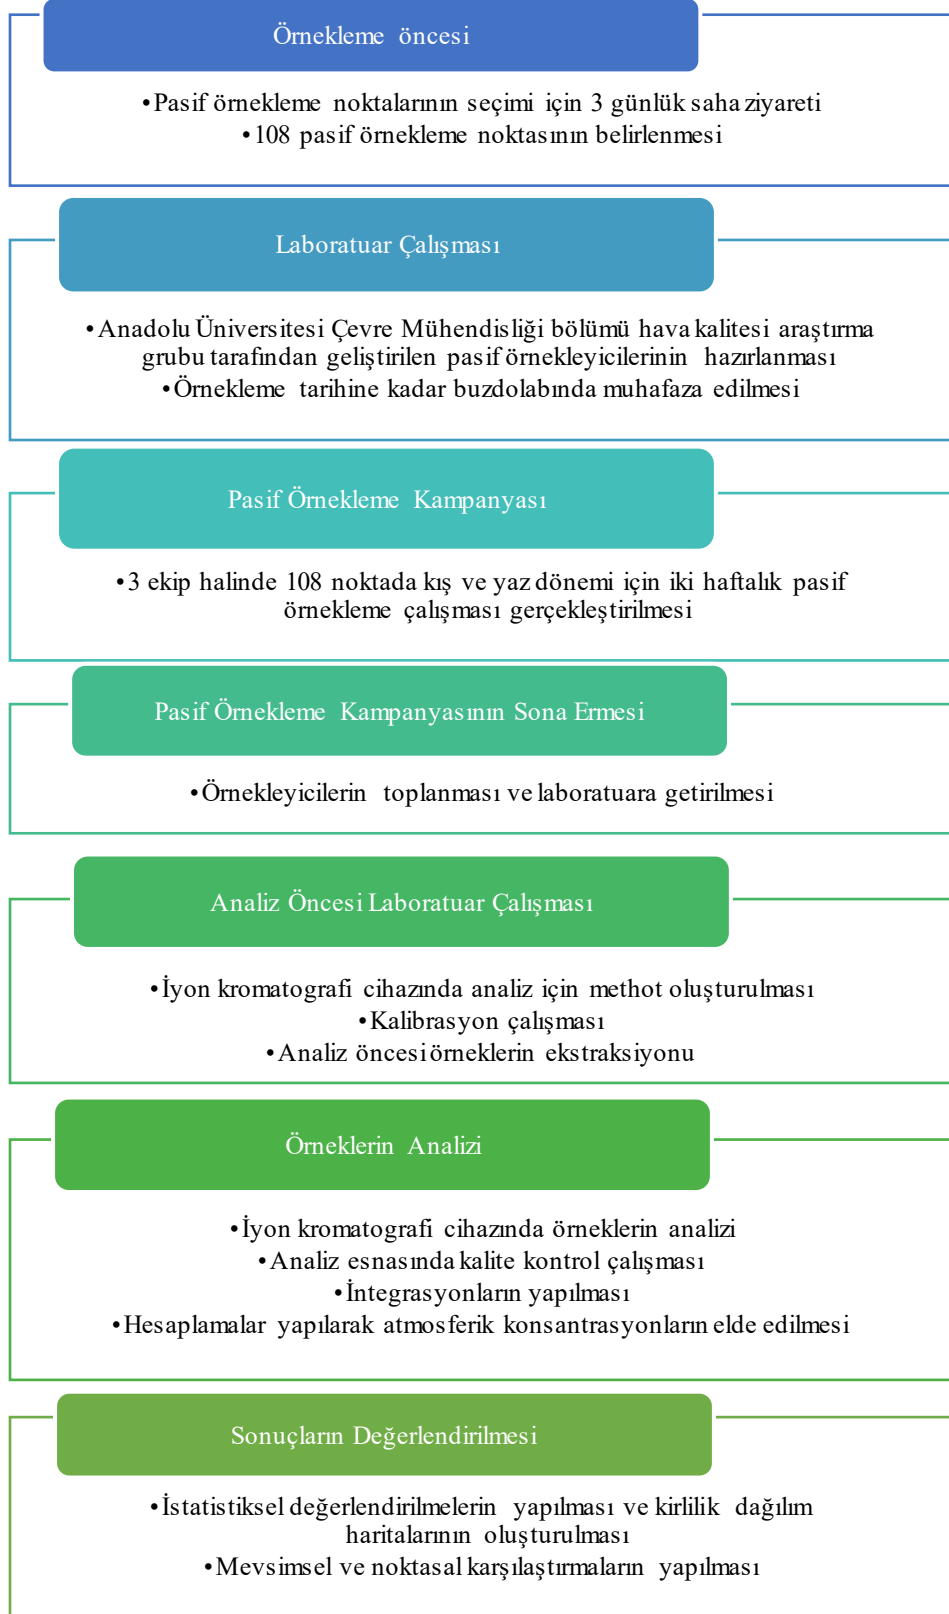 Örnekleme öncesi
•Pasif örnekleme noktalarının seçimi için 3 günlük saha ziyareti
•108 pasif örnekleme noktasının belirlenmesi
Laboratuar Çalışması
•Anadolu Üniversitesi Çevre Mühendisliği bölümü hava kalitesi araştırma
grubu tarafından geliştirilen pasif örnekleyicilerinin hazırlanması
•Örnekleme tarihine kadar buzdolabında muhafaza edilmesi
Pasif Örnekleme Kampanyası
•3 ekip halinde 108 noktada kış ve yaz dönemi için iki haftalık pasif
örnekleme çalışması gerçekleştirilmesi
Pasif Örnekleme Kampanyasının Sona Ermesi
•Örnekleyicilerin toplanması ve laboratuara getirilmesi
Analiz Öncesi Laboratuar Çalışması
•İyon kromatografi cihazında analiz için methot oluşturulması
•Kalibrasyon çalışması
•Analiz öncesi örneklerin ekstraksiyonu
Örneklerin Analizi
•İyon kromatografi cihazında örneklerin analizi
•Analiz esnasında kalite kontrol çalışması
•İntegrasyonların yapılması
•Hesaplamalar yapılarak atmosferik konsantrasyonların elde edilmesi
Sonuçların Değerlendirilmesi
•İstatistiksel değerlendirilmelerin yapılması ve kirlilik dağılım
haritalarının oluşturulması
•Mevsimsel ve noktasal karşılaştırmaların yapılması